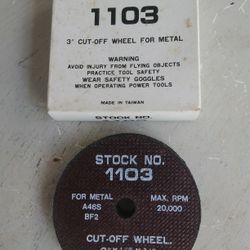 1103
3" CUT-OFF WHEEL FOR METAL
WARNING
AVOID INJURY FROM FLYING OBJECTS
PRACTICE TOOL SAFETY
WEAR SAFETY GOGGLES
WHEN OPERATING POWER TOOLS
MADE IN TAIWAN
STOCK NO.
STOCK NO.
1103
FOR METAL MAX. RPM
A46S 20,000
BF2
CUT-OFF WHEEL